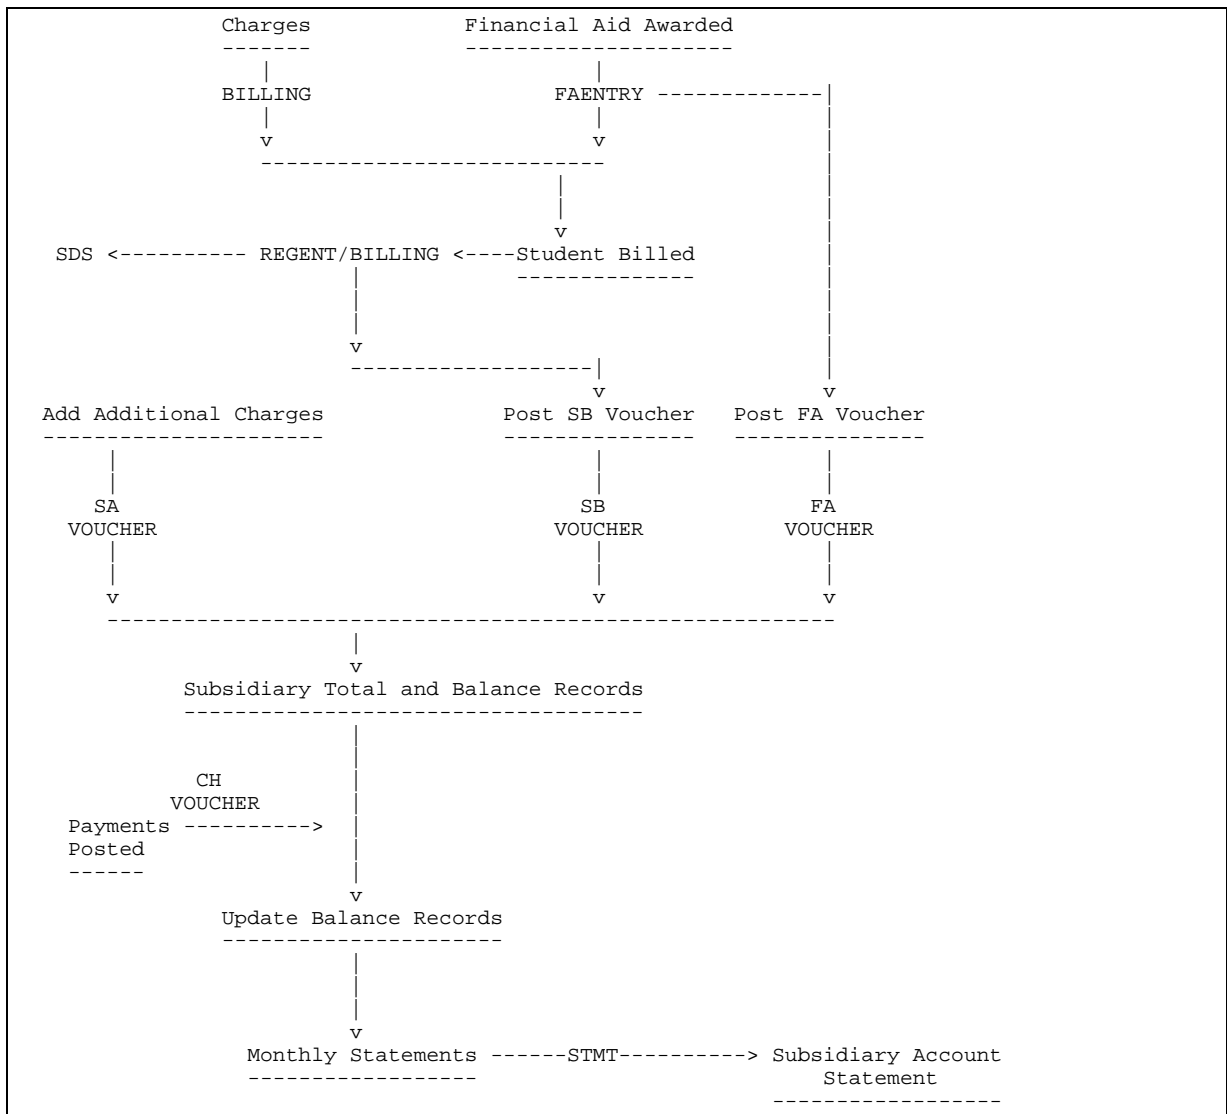 Charges Financial Aid Awarded
BILLING FAENTRY
SDS <---------- REGENT/BILLING <----Student Billed
Add Additional Charges Post SB Voucher Post FA Voucher
SA SB FA
VOUCHER VOUCHER VOUCHER
Subsidiary Total and Balance Records
CH
VOUCHER
Payments ---------->
Posted
Update Balance Records
Monthly Statements ------STMT----------> Subsidiary Account
Statement